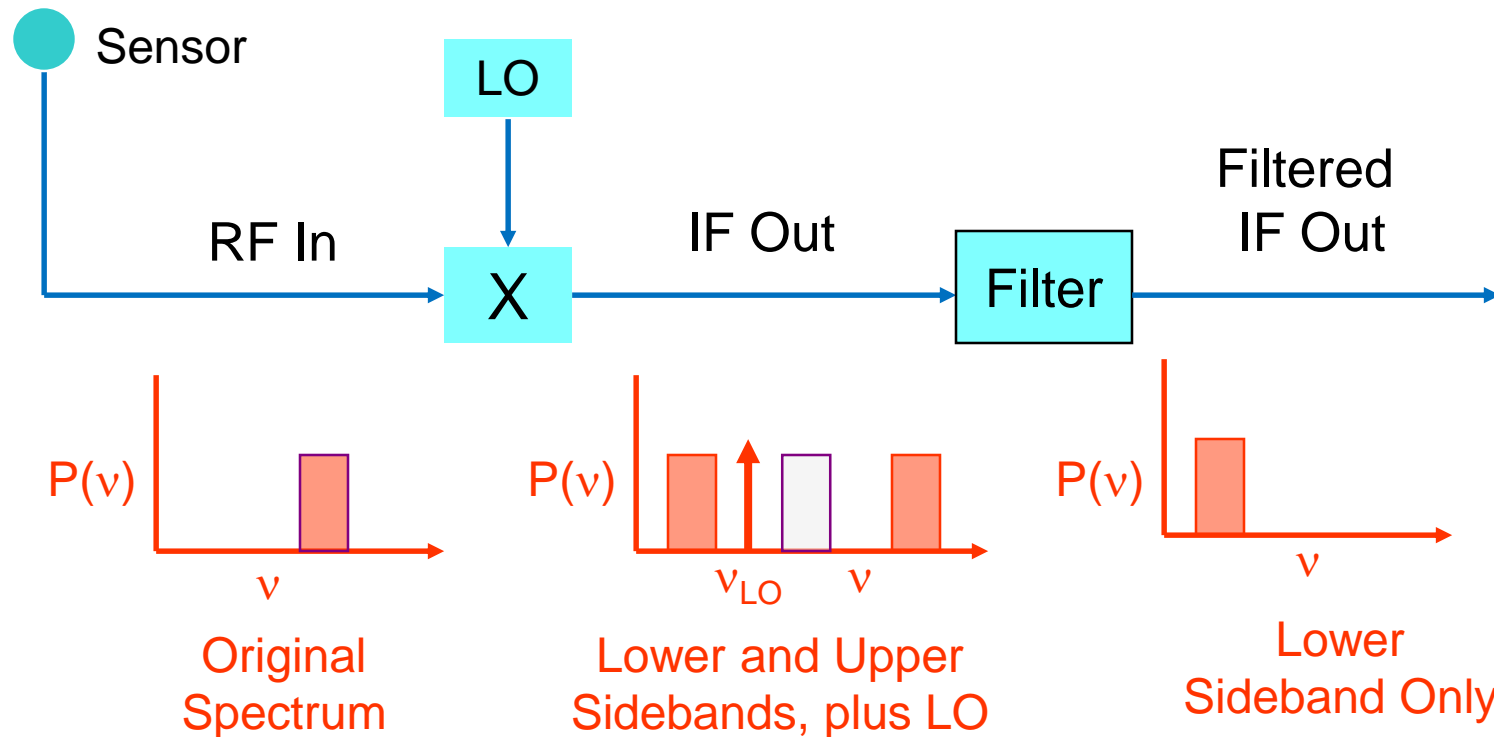 Sensor
LO
RF In
X
IF Out
Filter
Filtered
IF Out
P(ν)
ν
Original
Spectrum
P(ν)
ν_LO
ν
Lower and Upper
Sidebands, plus LO
P(ν)
ν
Lower
Sideband Only